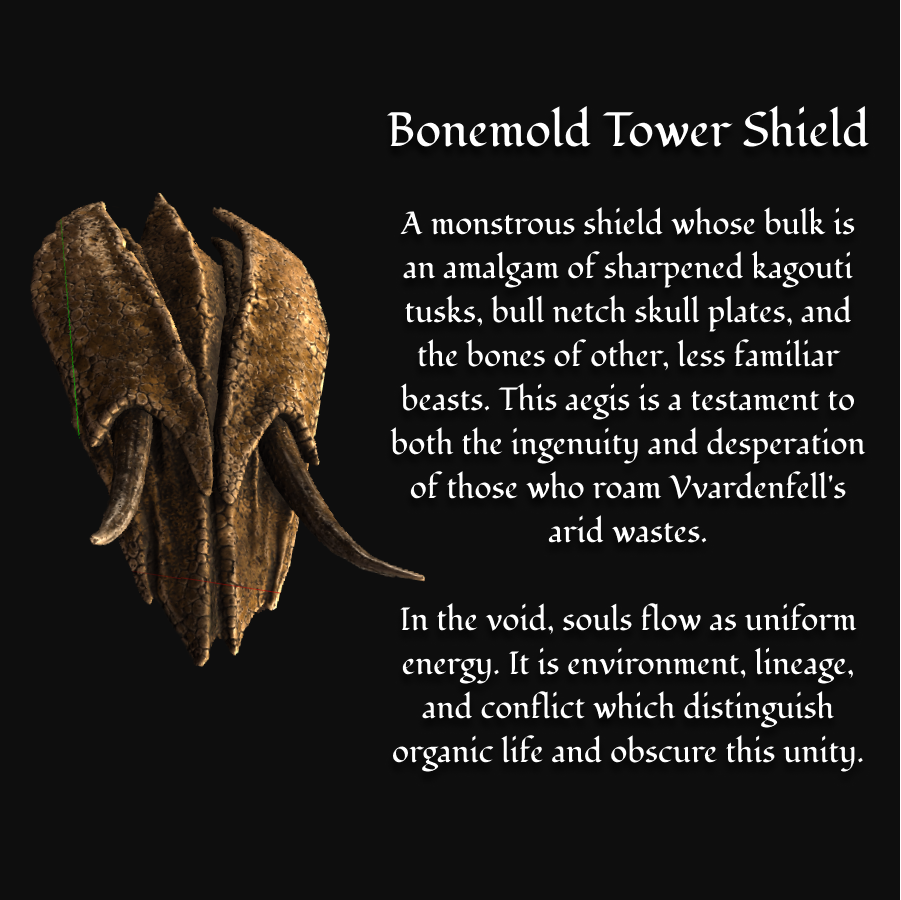 Bonemold Tower Shield
A monstrous shield whose bulk is
an amalgam of sharpened kagouti
tusks, bull netch skull plates, and
the bones of other, less familiar
beasts. This aegis is a testament to
both the ingenuity and desperation
of those who roam Vvardenfell's
arid wastes.
In the void, souls flow as uniform
energy. It is environment, lineage,
and conflict which distinguish
organic life and obscure this unity.